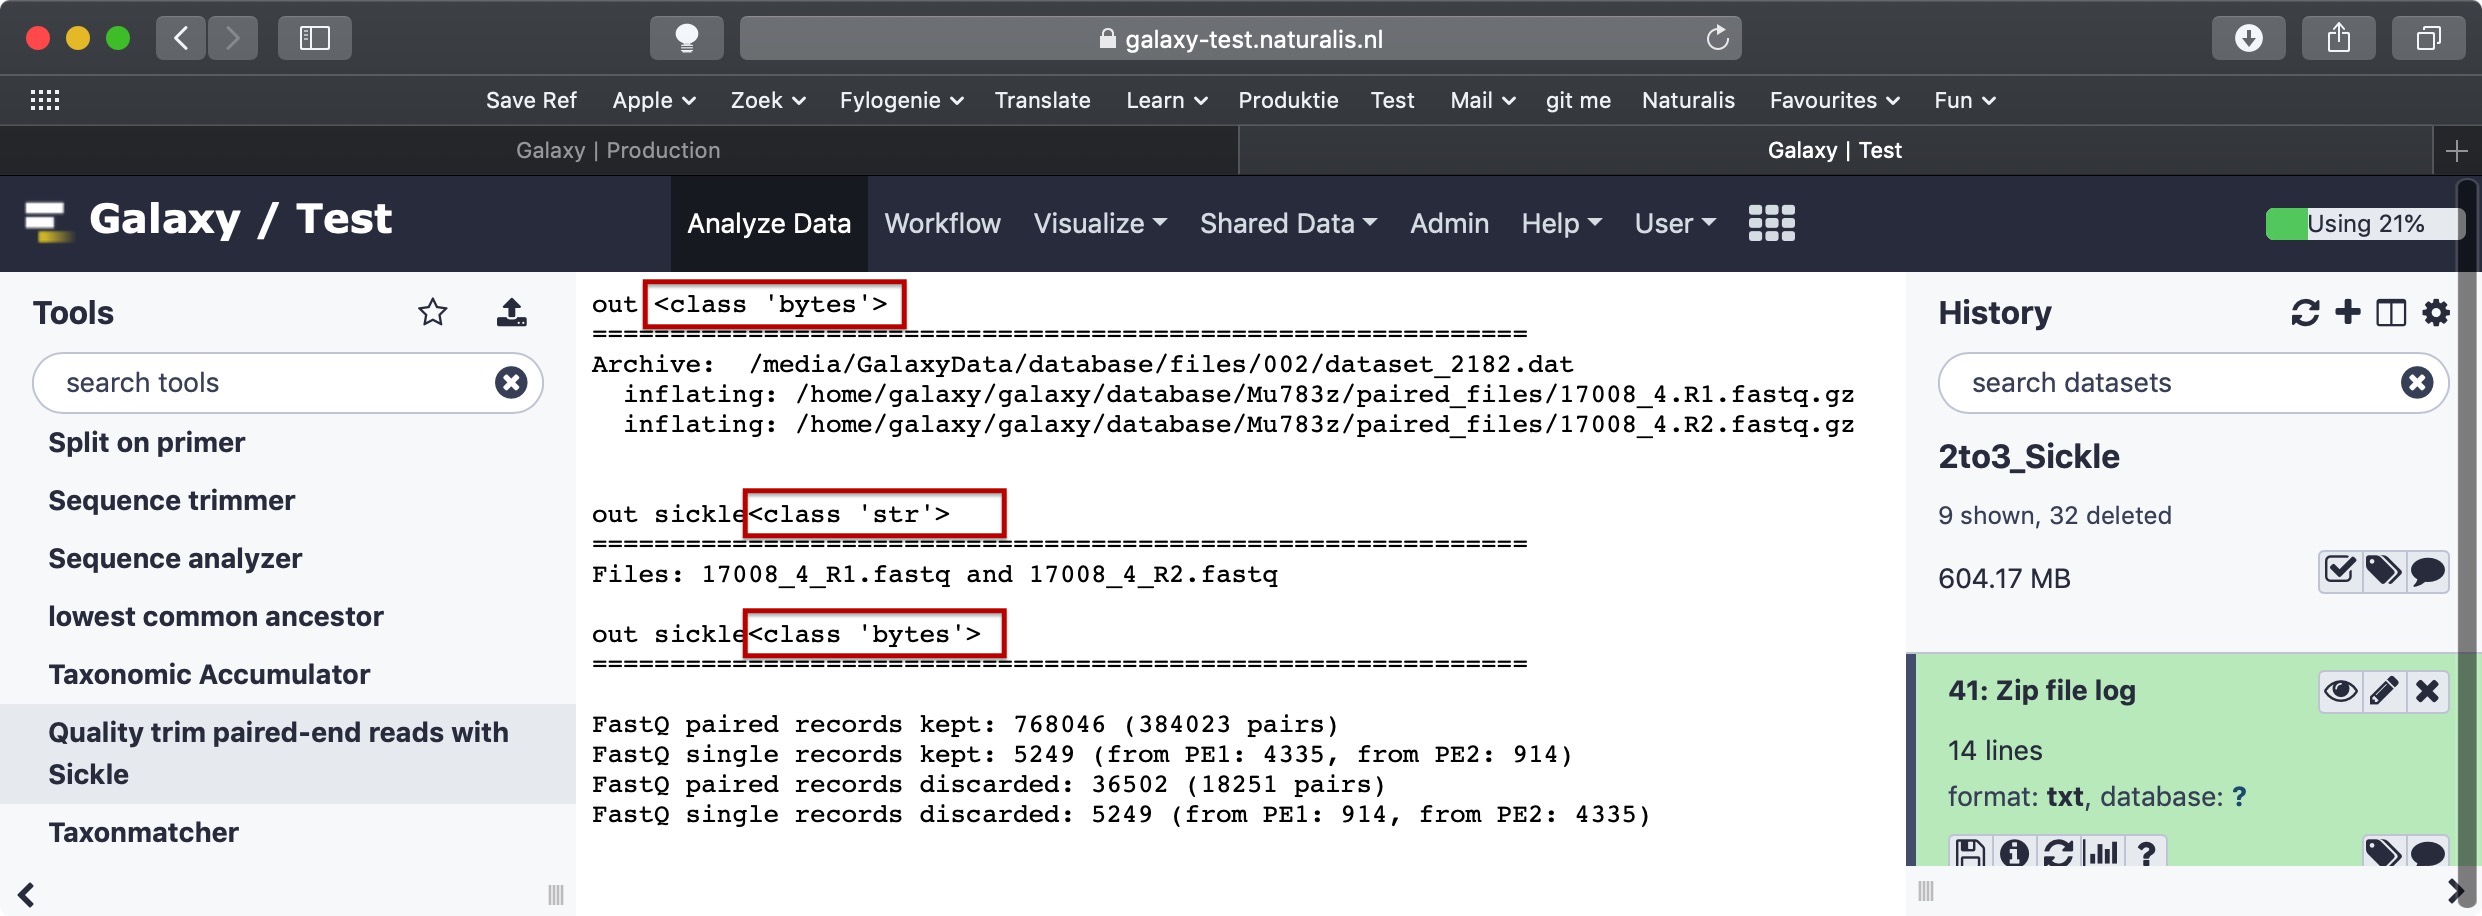 galaxy-test.naturalis.nl
Save Ref Apple Zoek Fylogenie Translate Learn Produktie Test Mail git me Naturalis Favourites Fun
Galaxy | Production Galaxy | Test
Galaxy / Test Analyze Data Workflow Visualize Shared Data Admin Help User Using 21%
Tools
search tools
Split on primer
Sequence trimmer
Sequence analyzer
lowest common ancestor
Taxonomic Accumulator
Quality trim paired-end reads with
Sickle
Taxonmatcher
out <class 'bytes'>
============================================================
Archive:  /media/GalaxyData/database/files/002/dataset_2182.dat
  inflating: /home/galaxy/galaxy/database/Mu783z/paired_files/17008_4.R1.fastq.gz
  inflating: /home/galaxy/galaxy/database/Mu783z/paired_files/17008_4.R2.fastq.gz
out sickle<class 'str'>
============================================================
Files: 17008_4_R1.fastq and 17008_4_R2.fastq
out sickle<class 'bytes'>
============================================================
FastQ paired records kept: 768046 (384023 pairs)
FastQ single records kept: 5249 (from PE1: 4335, from PE2: 914)
FastQ paired records discarded: 36502 (18251 pairs)
FastQ single records discarded: 5249 (from PE1: 914, from PE2: 4335)
History
search datasets
2to3_Sickle
9 shown, 32 deleted
604.17 MB
41: Zip file log
14 lines
format: txt, database: ?